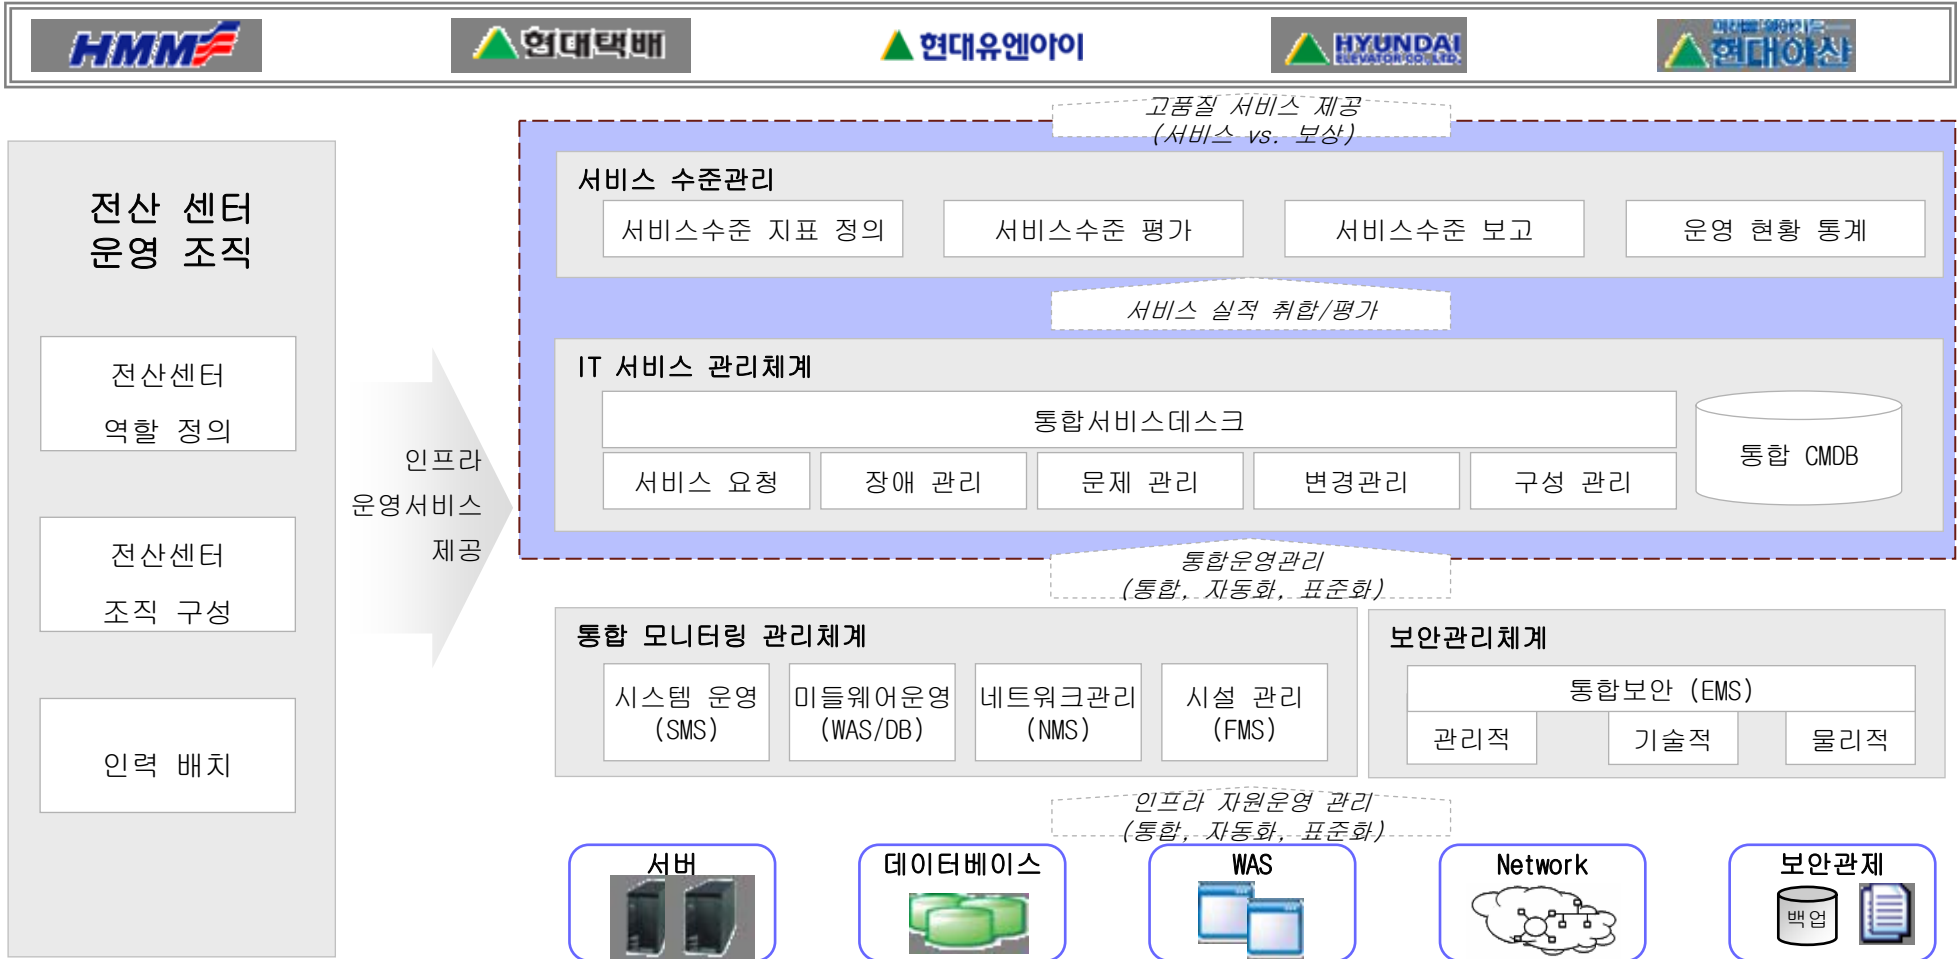 HMM
현대택배
현대유엔아이
HYUNDAI
ELEVATOR CO., LTD.
현대아산
고품질 서비스 제공
(서비스 vs. 보상)
전산 센터
운영 조직
전산센터
역할 정의
전산센터
조직 구성
인력 배치
인프라
운영서비스
제공
서비스 수준관리
서비스수준 지표 정의
서비스수준 평가
서비스수준 보고
운영 현황 통계
서비스 실적 취합/평가
IT 서비스 관리체계
통합서비스데스크
서비스 요청
장애 관리
문제 관리
변경관리
구성 관리
통합 CMDB
통합운영관리
(통합, 자동화, 표준화)
통합 모니터링 관리체계
시스템 운영
(SMS)
미들웨어운영
(WAS/DB)
네트워크관리
(NMS)
시설 관리
(FMS)
보안관리체계
통합보안 (EMS)
관리적
기술적
물리적
인프라 자원운영 관리
(통합, 자동화, 표준화)
서버
데이터베이스
WAS
Network
보안관제
백업